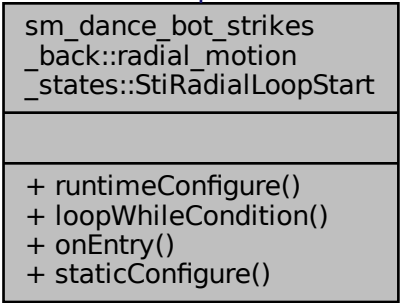 sm_dance_bot_strikes
_back::radial_motion
_states::StiRadialLoopStart
+ runtimeConfigure()
+ loopWhileCondition()
+ onEntry()
+ staticConfigure()